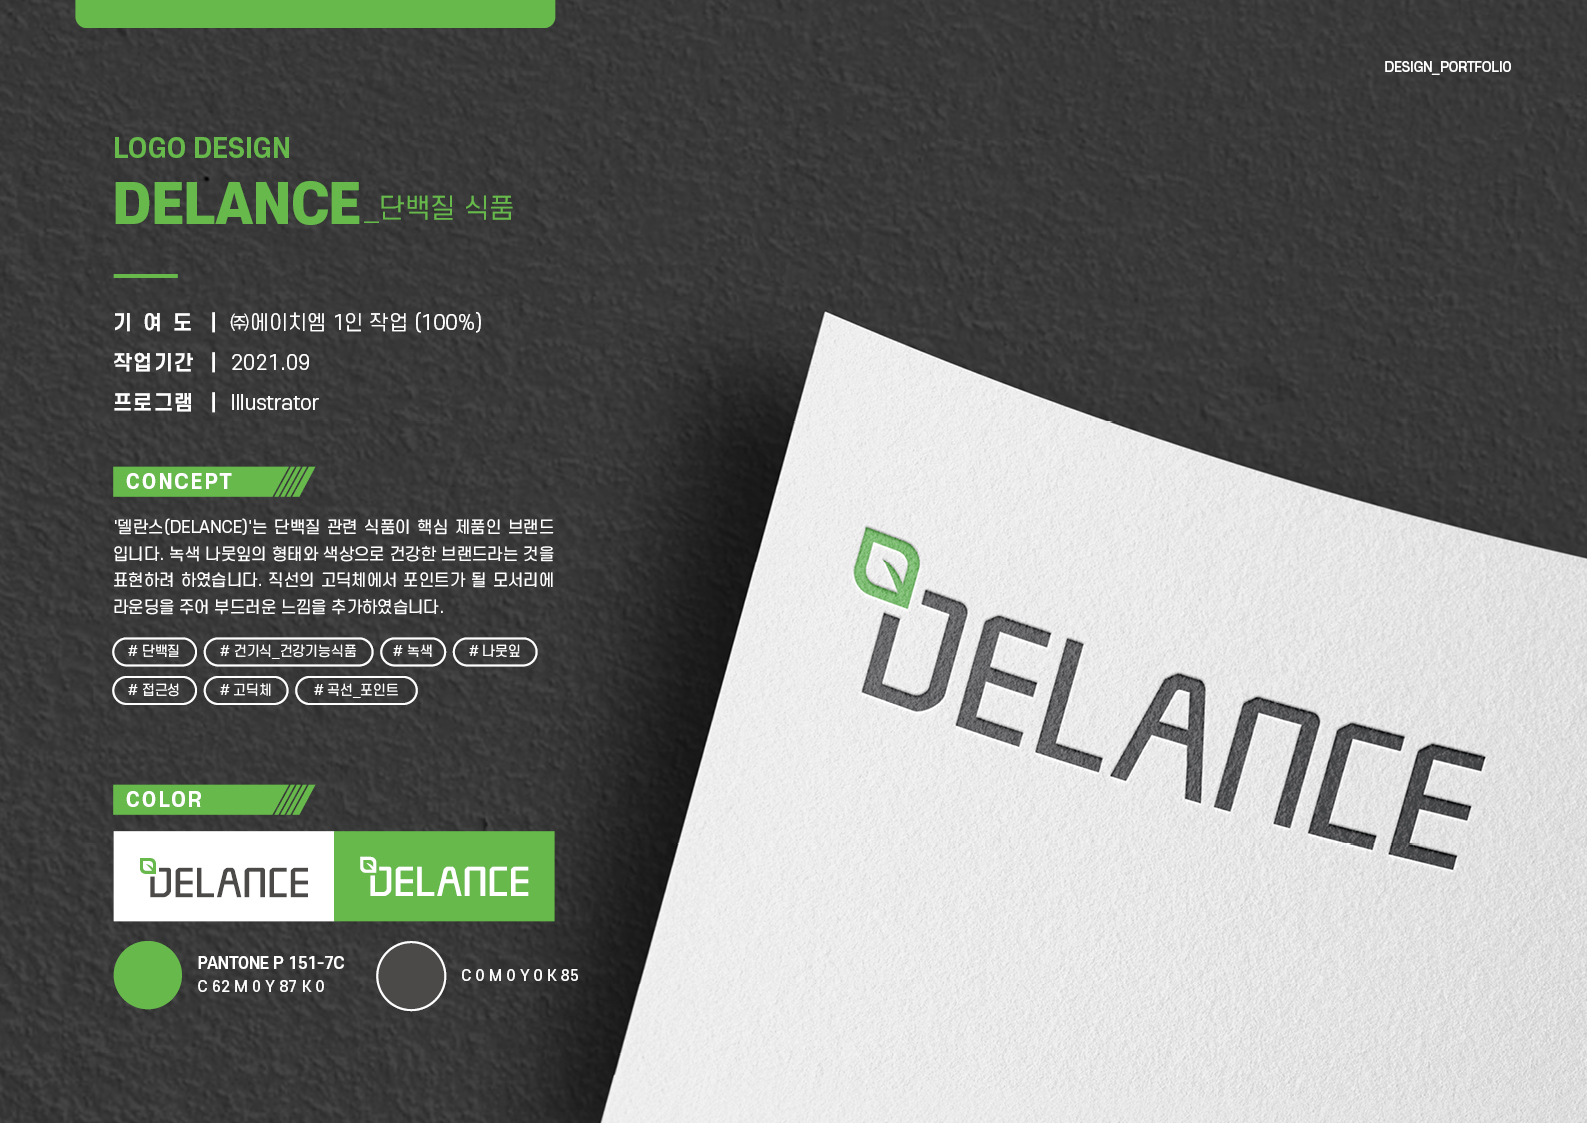 DESIGN_PORTFOLIO
LOGO DESIGN
DELANCE_단백질 식품
기 여 도 | ㈜에이치엠 1인 작업 (100%)
작업기간 | 2021.09
프로그램 | Illustrator
CONCEPT
'델란스(DELANCE)'는 단백질 관련 식품이 핵심 제품인 브랜드
입니다. 녹색 나뭇잎의 형태와 색상으로 건강한 브랜드라는 것을
표현하려 하였습니다. 직선의 고딕체에서 포인트가 될 모서리에
라운딩을 주어 부드러운 느낌을 추가하였습니다.
# 단백질 # 건기식_건강기능식품 # 녹색 # 나뭇잎
# 접근성 # 고딕체 # 곡선_포인트
COLOR
DELANCE DELANCE
PANTONE P 151-7C
C 62 M 0 Y 87 K 0
C 0 M 0 Y 0 K 85
DELANCE